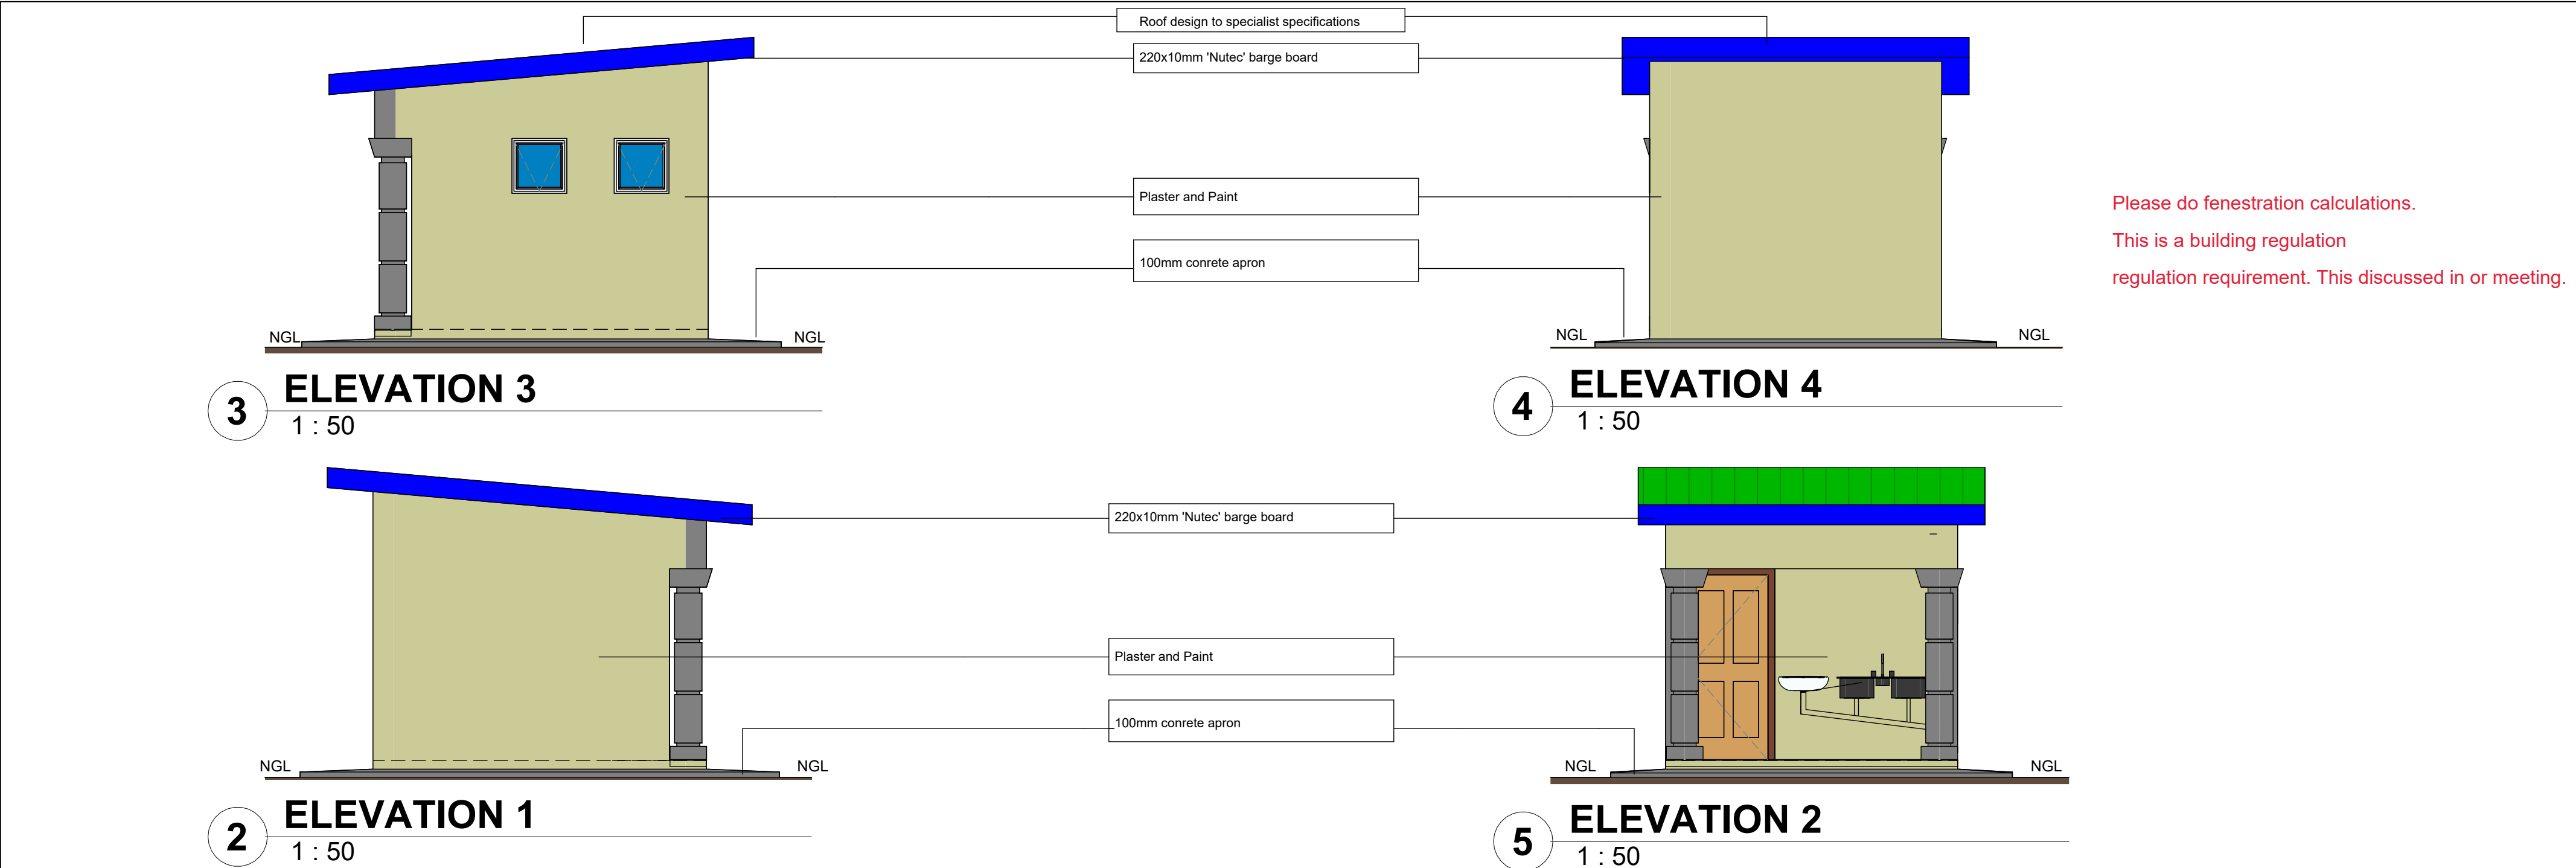 Roof design to specialist specifications
220x10mm 'Nutec' barge board
Plaster and Paint
100mm conrete apron
NGL
NGL
NGL
NGL
3
ELEVATION 3
1 : 50
4
ELEVATION 4
1 : 50
Please do fenestration calculations.
This is a building regulation
regulation requirement. This discussed in or meeting.
220x10mm 'Nutec' barge board
Plaster and Paint
100mm conrete apron
NGL
NGL
NGL
NGL
2
ELEVATION 1
1 : 50
5
ELEVATION 2
1 : 50